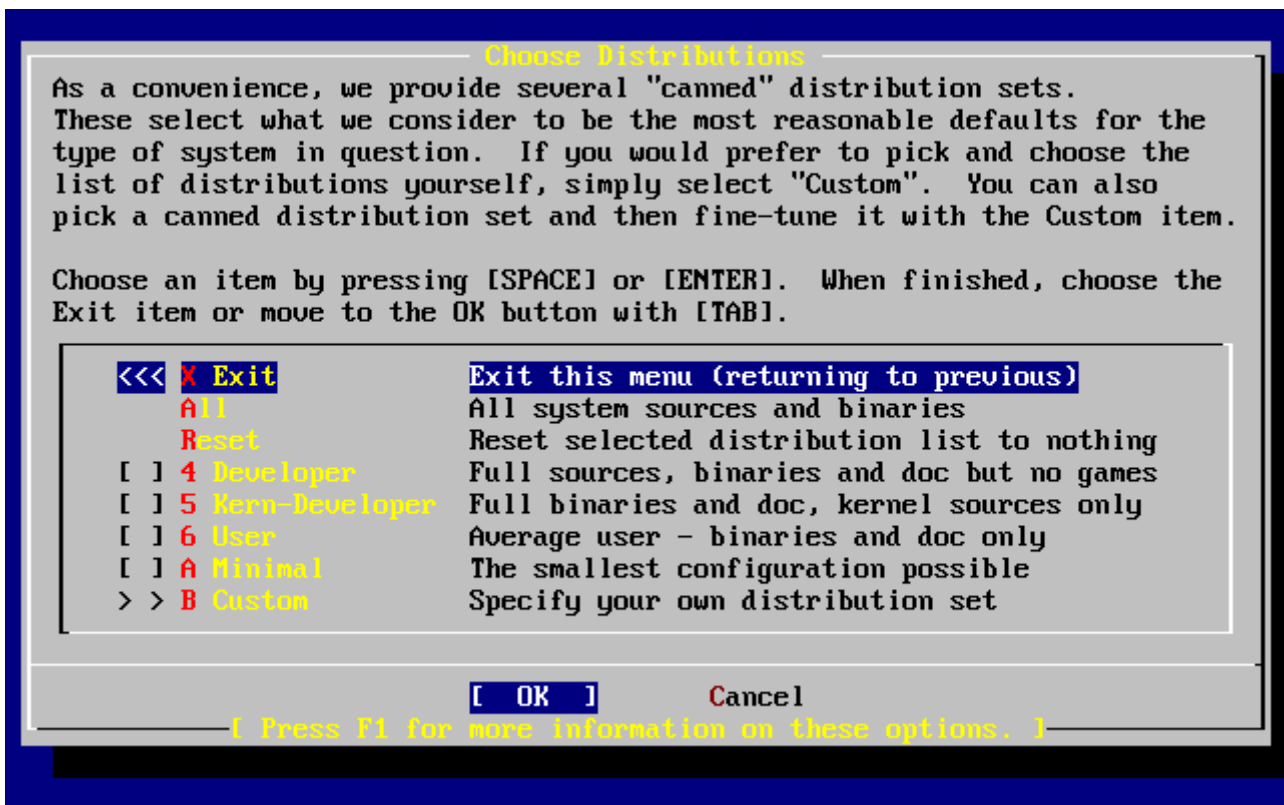 Choose Distributions
As a convenience, we provide several "canned" distribution sets.
These select what we consider to be the most reasonable defaults for the
type of system in question.  If you would prefer to pick and choose the
list of distributions yourself, simply select "Custom".  You can also
pick a canned distribution set and then fine-tune it with the Custom item.
Choose an item by pressing [SPACE] or [ENTER].  When finished, choose the
Exit item or move to the OK button with [TAB].
<<< X Exit            Exit this menu (returning to previous)
All             All system sources and binaries
Reset           Reset selected distribution list to nothing
[ ] 4 Developer       Full sources, binaries and doc but no games
[ ] 5 Kern-Developer  Full binaries and doc, kernel sources only
[ ] 6 User            Average user - binaries and doc only
[ ] A Minimal         The smallest configuration possible
> > B Custom          Specify your own distribution set
[  OK  ]       Cancel
[ Press F1 for more information on these options. ]